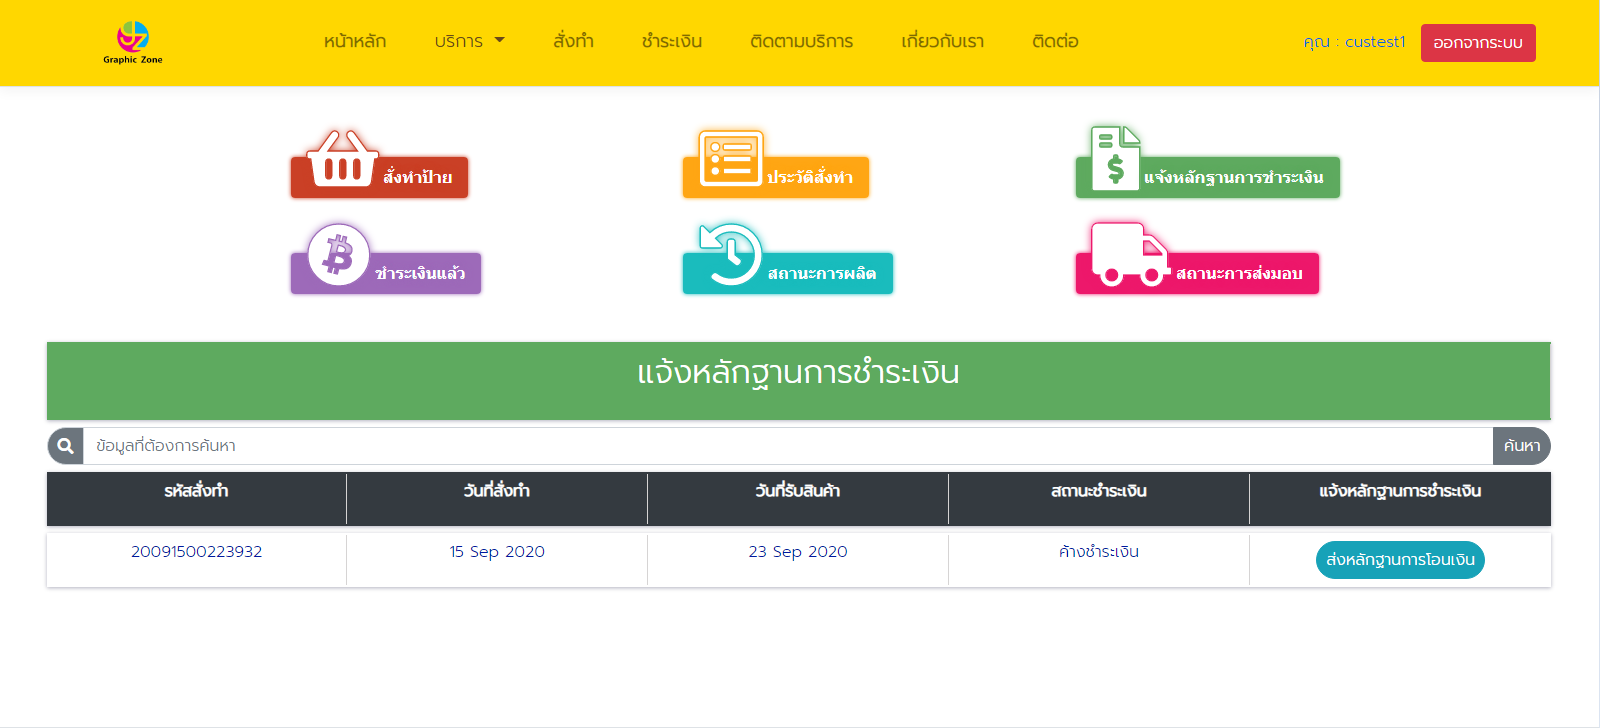 Graphic Zone
หน้าหลัก บริการ สั่งทำ ชำระเงิน ติดตามบริการ เกี่ยวกับเรา ติดต่อ คุณ : custest1 ออกจากระบบ
สั่งทำป้าย ประวัติสั่งทำ แจ้งหลักฐานการชำระเงิน
ชำระเงินแล้ว สถานะการผลิต สถานะการส่งมอบ
แจ้งหลักฐานการชำระเงิน
ข้อมูลที่ต้องการค้นหา ค้นหา
รหัสสั่งทำ วันที่สั่งทำ วันที่รับสินค้า สถานะชำระเงิน แจ้งหลักฐานการชำระเงิน
20091500223932 15 Sep 2020 23 Sep 2020 ค้างชำระเงิน ส่งหลักฐานการโอนเงิน